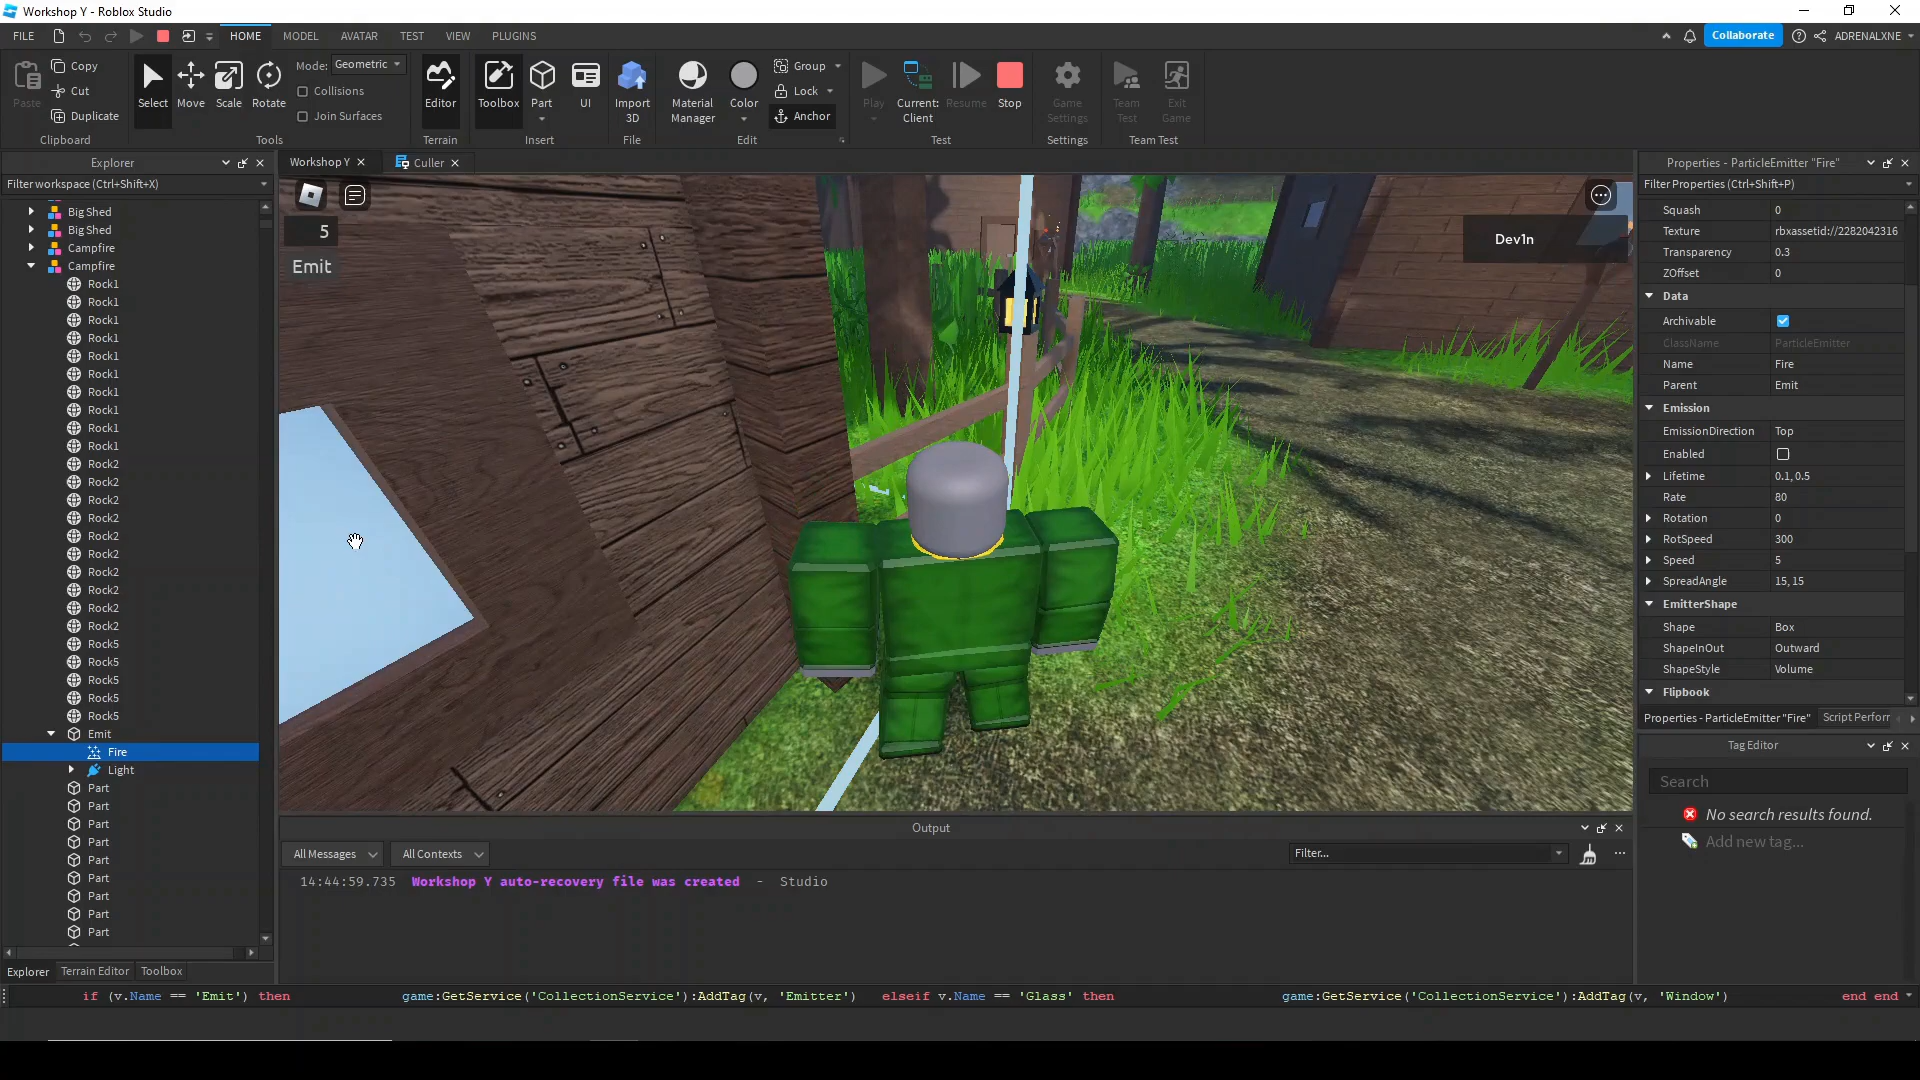 Workshop Y - Roblox Studio
FILE
HOME
MODEL
AVATAR
TEST
VIEW
PLUGINS
Collaborate
ADRENALXNE
Paste
Copy
Cut
Duplicate
Clipboard
Select
Move
Scale
Rotate
Mode:
Geometric
Collisions
Join Surfaces
Tools
Editor
Terrain
Toolbox
Part
UI
Insert
Import
3D
File
Material
Manager
Color
Group
Lock
Anchor
Edit
Play
Current:
Client
Resume
Stop
Test
Game
Settings
Settings
Team
Test
Exit
Game
Team Test
Explorer
Filter workspace (Ctrl+Shift+X)
Big Shed
Big Shed
Campfire
Campfire
Rock1
Rock1
Rock1
Rock1
Rock1
Rock1
Rock1
Rock1
Rock1
Rock1
Rock2
Rock2
Rock2
Rock2
Rock2
Rock2
Rock2
Rock2
Rock2
Rock2
Rock5
Rock5
Rock5
Rock5
Rock5
Emit
Fire
Light
Part
Part
Part
Part
Part
Part
Part
Part
Part
Explorer
Terrain Editor
Toolbox
Workshop Y
Culler
5
Emit
Dev1n
Output
All Messages
All Contexts
Filter...
14:44:59.735 Workshop Y auto-recovery file was created - Studio
Properties - ParticleEmitter "Fire"
Filter Properties (Ctrl+Shift+P)
Squash 0
Texture rbxassetid://2282042316
Transparency 0.3
ZOffset 0
Data
Archivable
ClassName ParticleEmitter
Name Fire
Parent Emit
Emission
EmissionDirection Top
Enabled
Lifetime 0.1, 0.5
Rate 80
Rotation 0
RotSpeed 300
Speed 5
SpreadAngle 15, 15
EmitterShape
Shape Box
ShapeInOut Outward
ShapeStyle Volume
Flipbook
Properties - ParticleEmitter "Fire"
Script Perforr
Tag Editor
Search
No search results found.
Add new tag...
if (v.Name == 'Emit') then game:GetService('CollectionService'):AddTag(v, 'Emitter') elseif v.Name == 'Glass' then game:GetService('CollectionService'):AddTag(v, 'Window') end end